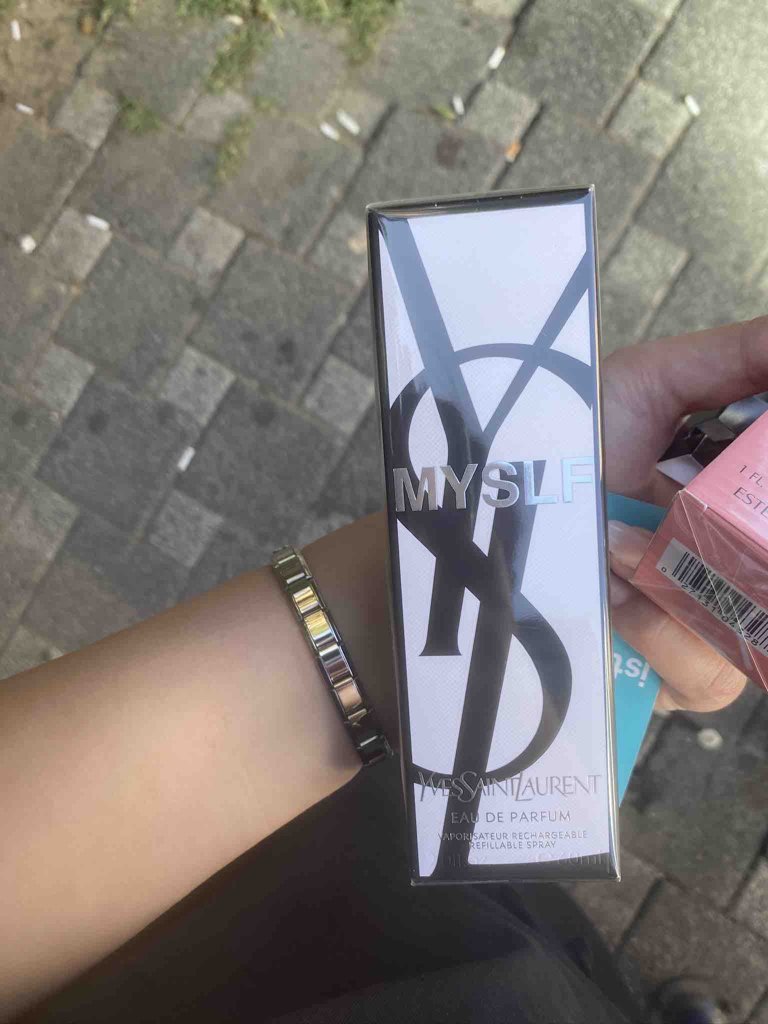 MYSLF
YVESSAINTLAURENT
EAU DE PARFUM
VAPORISATEUR RECHARGEABLE
REFILLABLE SPRAY
1 FL.
ESTE